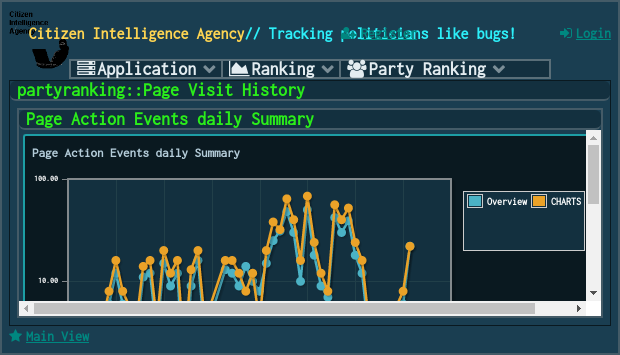 Citizen
Intelligence
Agency
Citizen Intelligence Agency// Tracking politicians like bugs!
Login
Application Ranking Party Ranking
partyranking::Page Visit History
Page Action Events daily Summary
Page Action Events daily Summary
100.00
Overview CHARTS
10.00
Main View